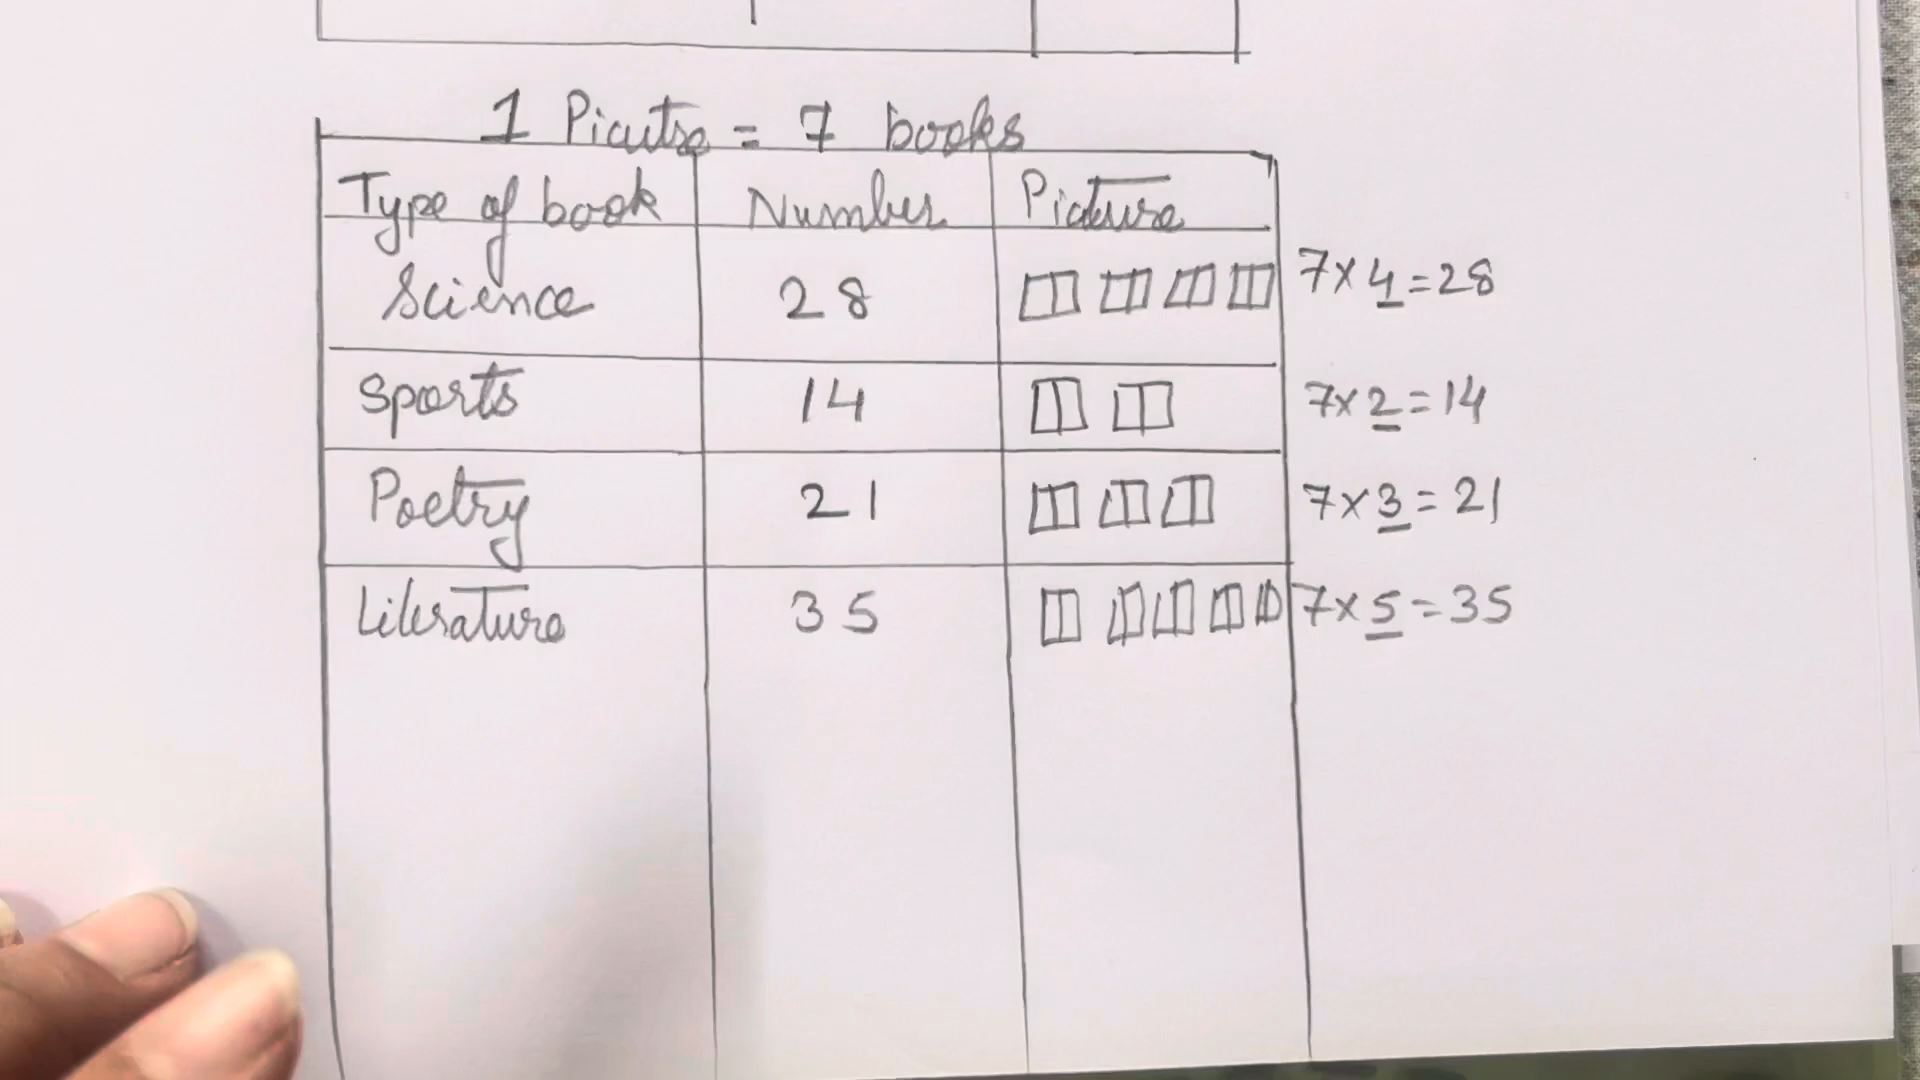 1 Picutre = 7 books
Type of book Number Picture
Science 28 7×4=28
Sports 14 7×2=14
Poetry 21 7×3=21
Literature 35 7×5=35